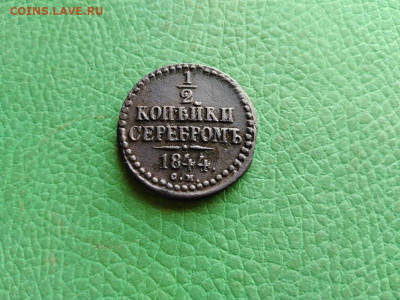 COINS.LAVE.RU
1
2
КОПѢЙКИ
СЕРЕБРОМЪ
1844.
С.М.